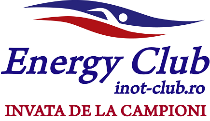 Energy Club
inot-club.ro
INVATA DE LA CAMPIONI